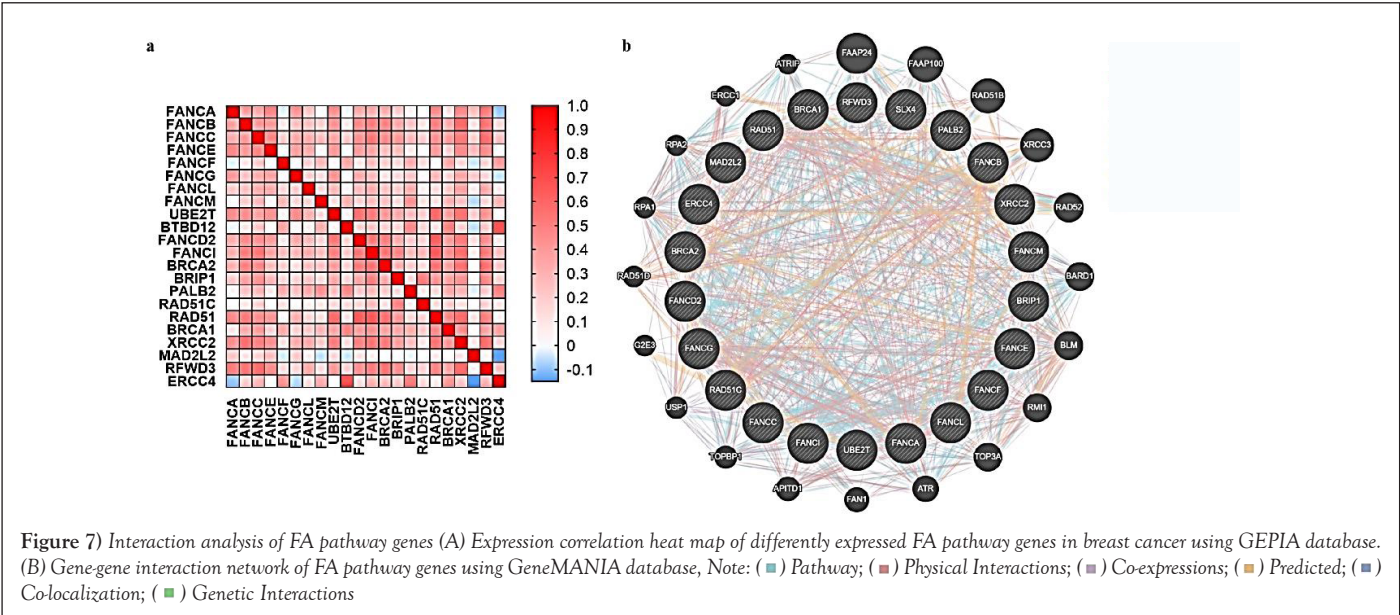 a
b
FANCA
FANCB
FANCC
FANCE
FANCF
FANCG
FANCL
FANCM
UBE2T
BTBD12
FANCD2
FANCI
BRCA2
BRIP1
PALB2
RAD51C
RAD51
BRCA1
XRCC2
MAD2L2
RFWD3
ERCC4
FANCA FANCB FANCC FANCE FANCF FANCG FANCL FANCM UBE2T BTBD12 FANCD2 FANCI BRCA2 BRIP1 PALB2 RAD51C RAD51 BRCA1 XRCC2 MAD2L2 RFWD3 ERCC4
1.0
0.9
0.8
0.7
0.6
0.5
0.4
0.3
0.2
0.1
0
-0.1
FAAP24
FAAP100
RAD51B
XRCC3
RAD52
BARD1
BLM
RMI1
TOP3A
ATR
FAN1
APITD1
TOPBP1
USP1
G2E3
RAD51D
RPA1
RPA2
ERCC1
ATRIP
RFWD3
SLX4
PALB2
FANCB
XRCC2
FANCM
BRIP1
FANCE
FANCF
FANCL
FANCA
UBE2T
FANCI
FANCC
RAD51C
FANCG
FANCD2
BRCA2
ERCC4
MAD2L2
RAD51
BRCA1
Figure 7) Interaction analysis of FA pathway genes (A) Expression correlation heat map of differently expressed FA pathway genes in breast cancer using GEPIA database.
(B) Gene-gene interaction network of FA pathway genes using GeneMANIA database, Note: ( ■ ) Pathway; ( ■ ) Physical Interactions; ( ■ ) Co-expressions; ( ■ ) Predicted; ( ■ )
Co-localization; ( ■ ) Genetic Interactions